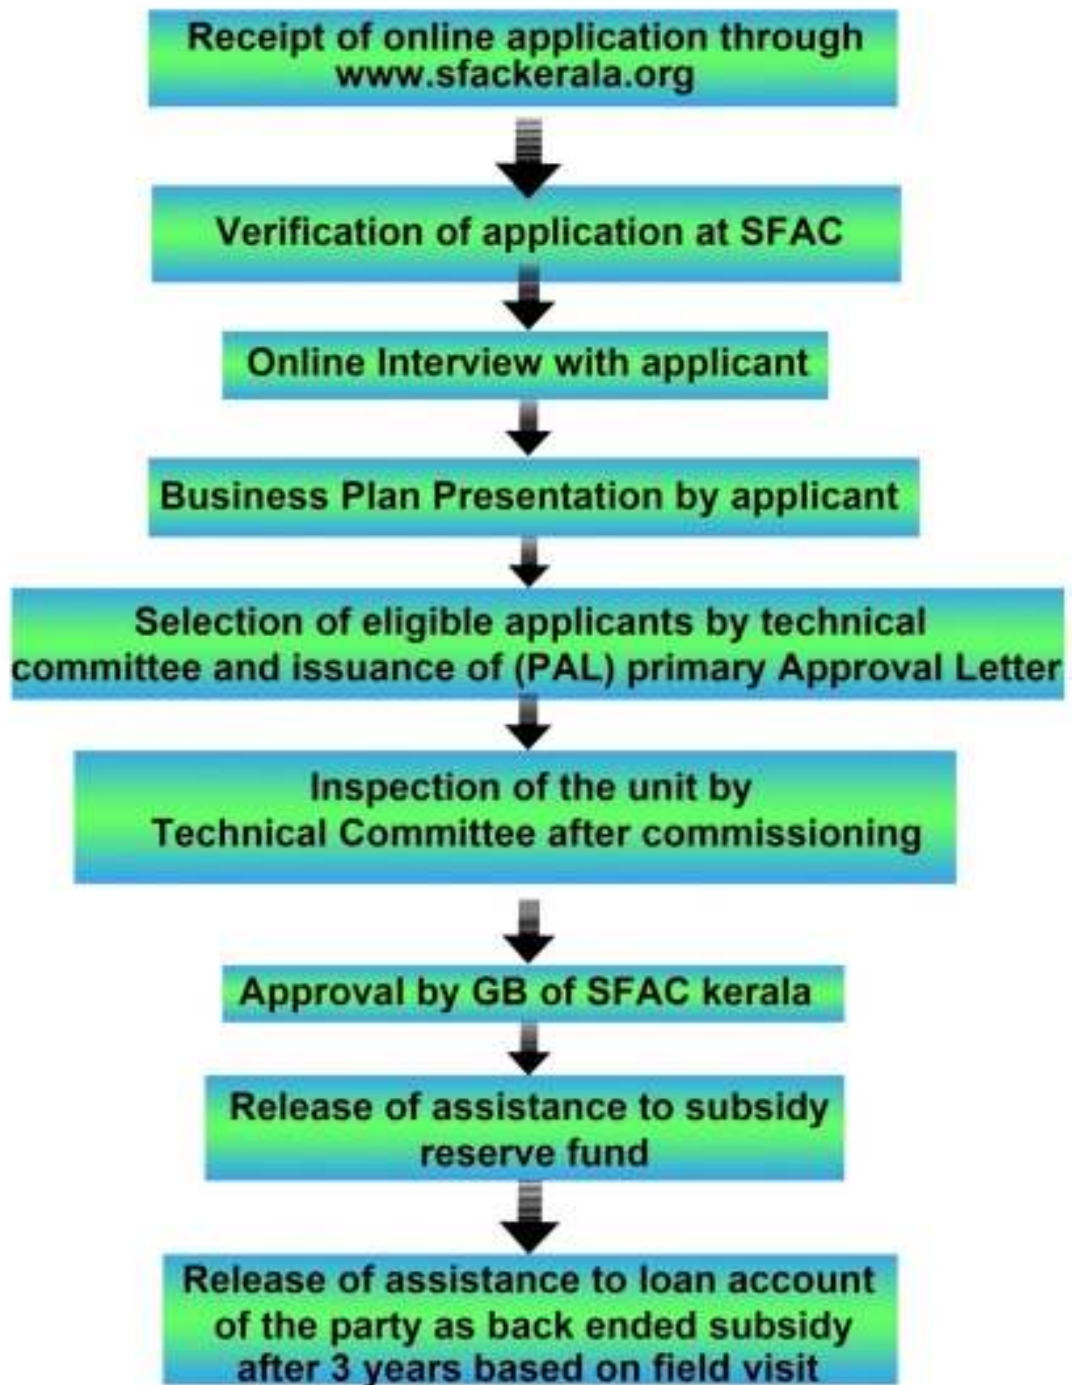 Receipt of online application through
www.sfackerala.org
Verification of application at SFAC
Online Interview with applicant
Business Plan Presentation by applicant
Selection of eligible applicants by technical
committee and issuance of (PAL) primary Approval Letter
Inspection of the unit by
Technical Committee after commissioning
Approval by GB of SFAC kerala
Release of assistance to subsidy
reserve fund
Release of assistance to loan account
of the party as back ended subsidy
after 3 years based on field visit